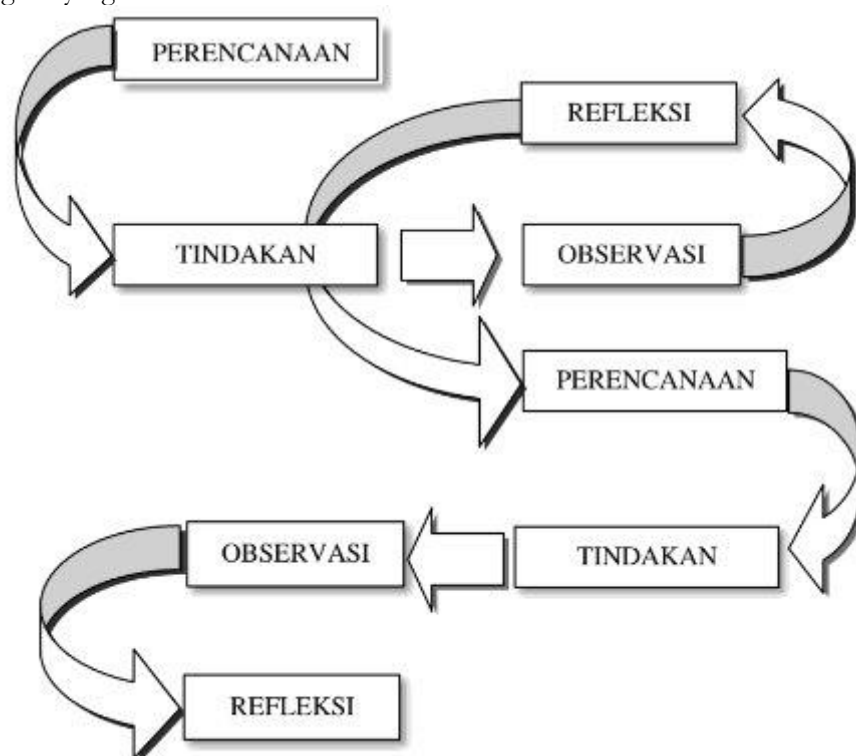 PERENCANAAN
REFLEKSI
TINDAKAN
OBSERVASI
PERENCANAAN
OBSERVASI
TINDAKAN
REFLEKSI